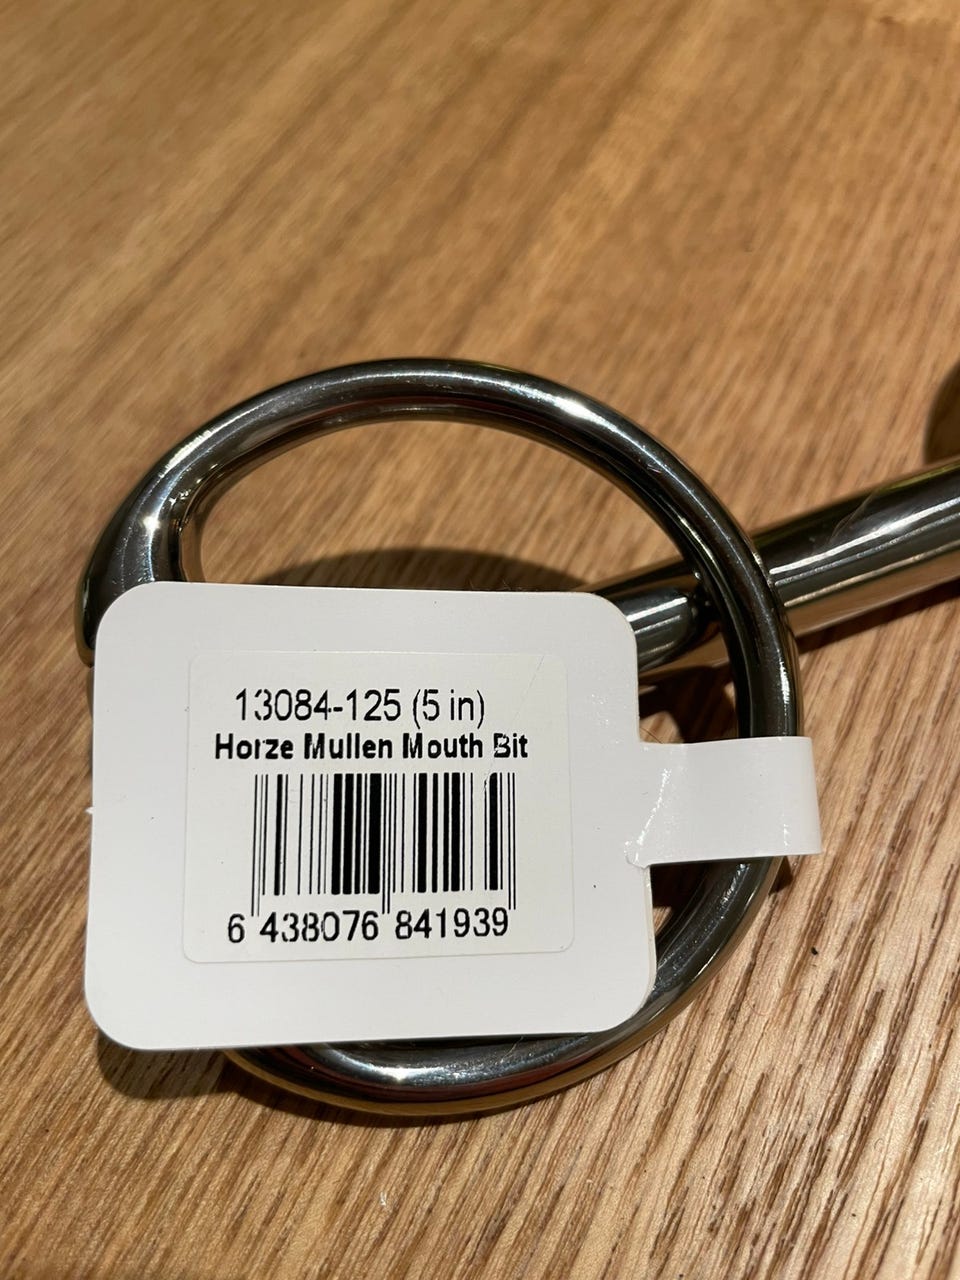 13084-125 (5 in)
Horze Mullen Mouth Bit
6 438076 841939